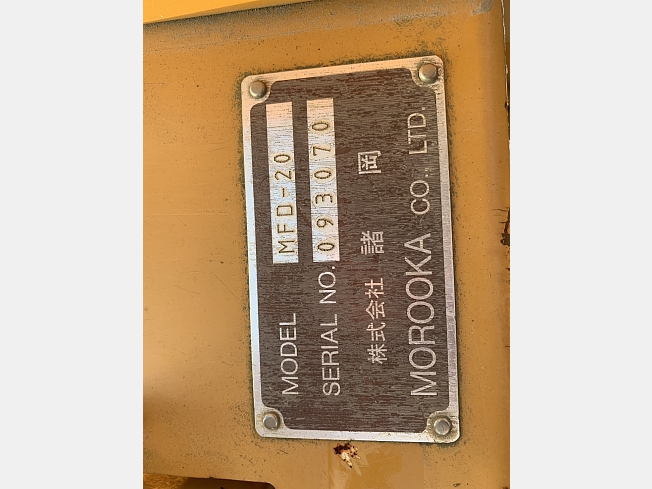 MODEL MFD-20
SERIAL NO. 093070
株式会社 諸岡
MOROOKA CO., LTD.